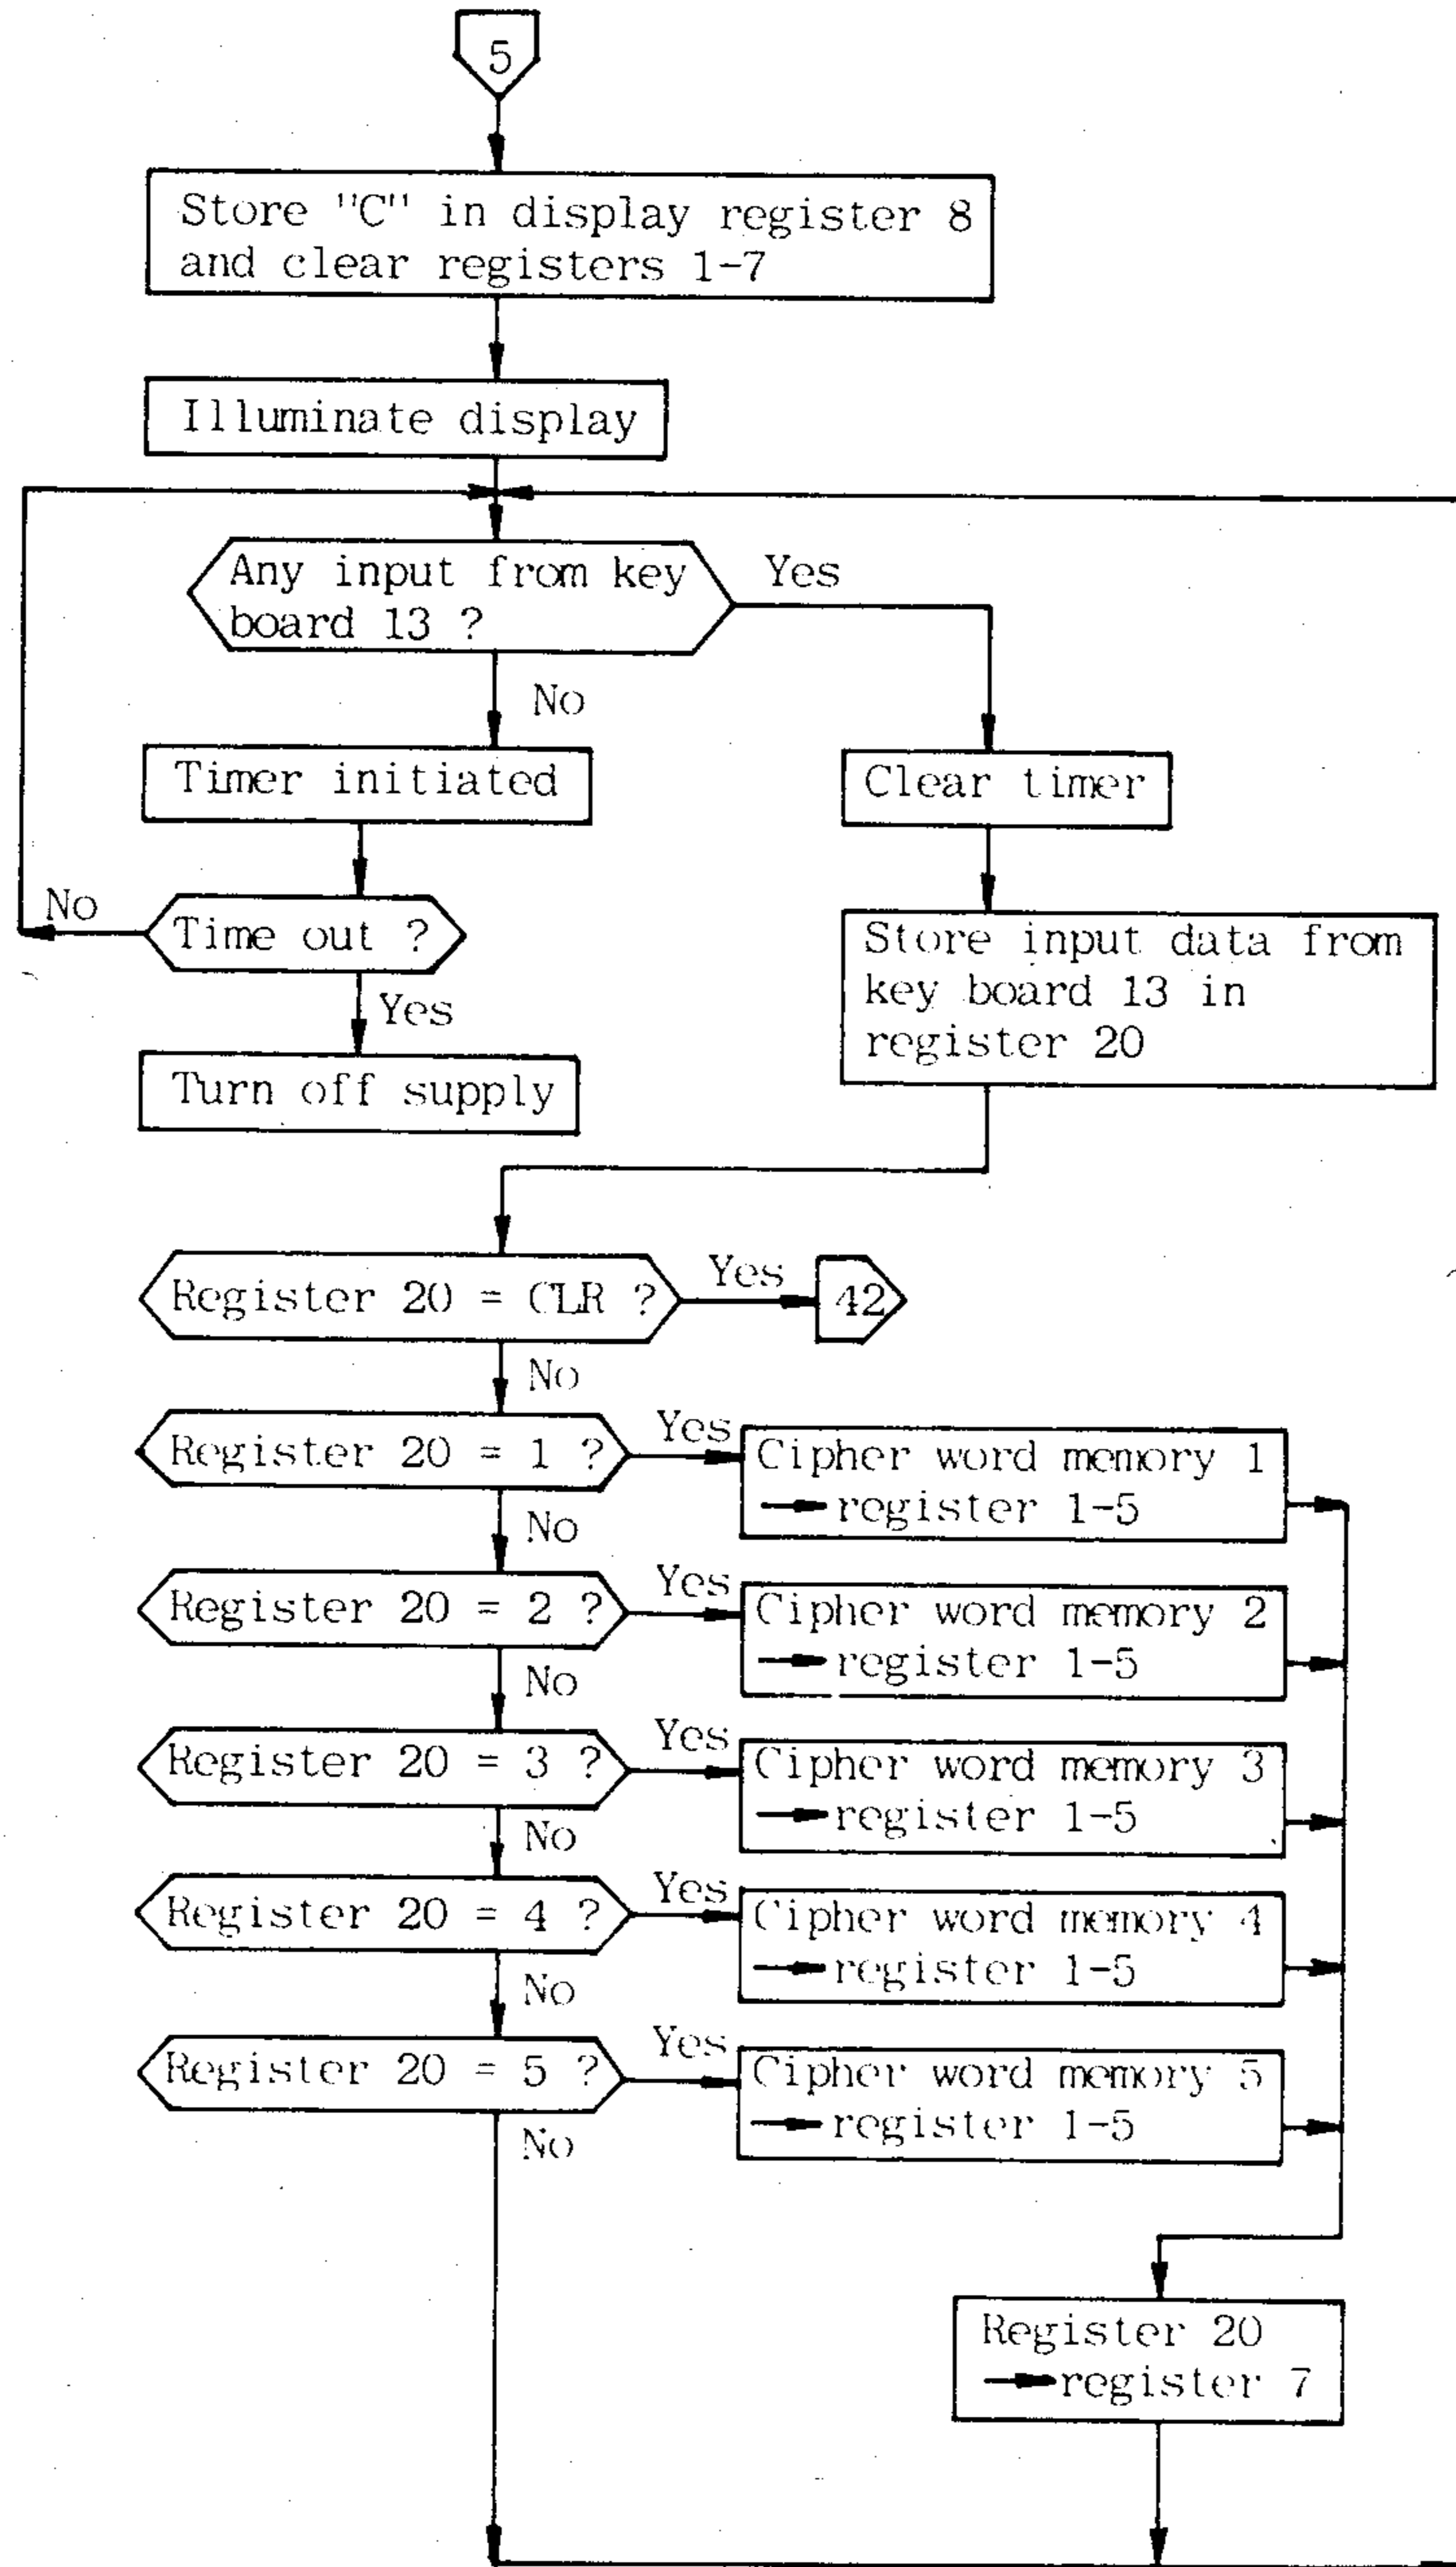 5
Store "C" in display register 8
and clear registers 1-7
Illuminate display
Any input from key
board 13 ?
Yes
No
Timer initiated
Clear timer
No
Time out ?
Store input data from
key board 13 in
register 20
Yes
Turn off supply
Register 20 = CLR ?
Yes
42
No
Register 20 = 1 ?
Yes
Cipher word memory 1
→ register 1-5
No
Register 20 = 2 ?
Yes
Cipher word memory 2
→ register 1-5
No
Register 20 = 3 ?
Yes
Cipher word memory 3
→ register 1-5
No
Register 20 = 4 ?
Yes
Cipher word memory 4
→ register 1-5
No
Register 20 = 5 ?
Yes
Cipher word memory 5
→ register 1-5
No
Register 20
→ register 7